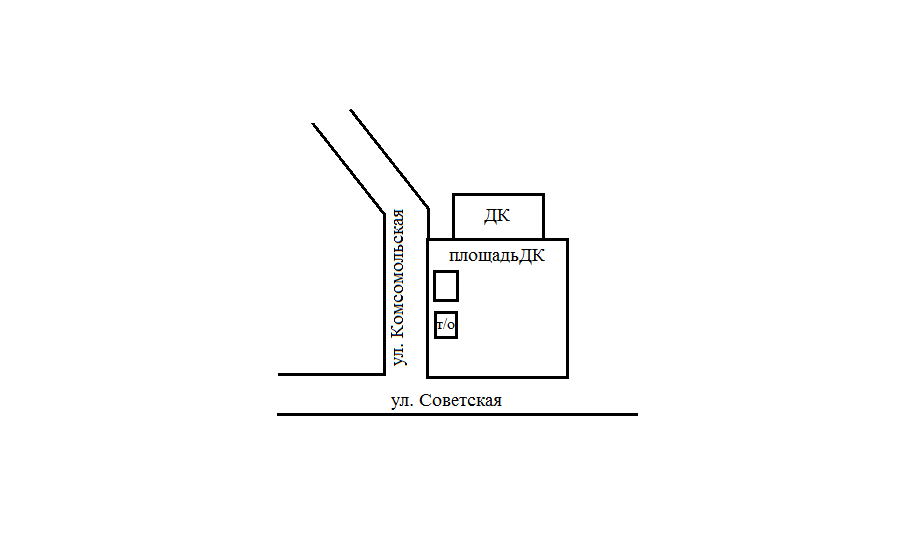 ДК
площадьДК
ул. Комсомольская
т/о
ул. Советская